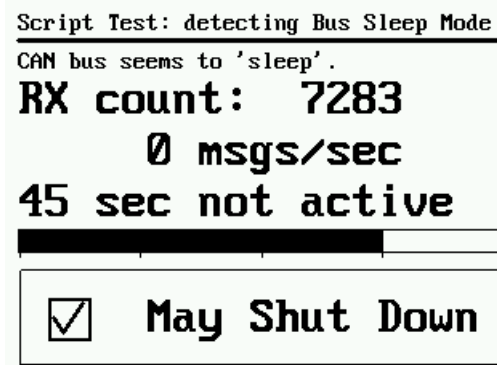 Script Test: detecting Bus Sleep Mode
CAN bus seems to 'sleep'.
RX count: 7283
0 msgs/sec
45 sec not active
May Shut Down